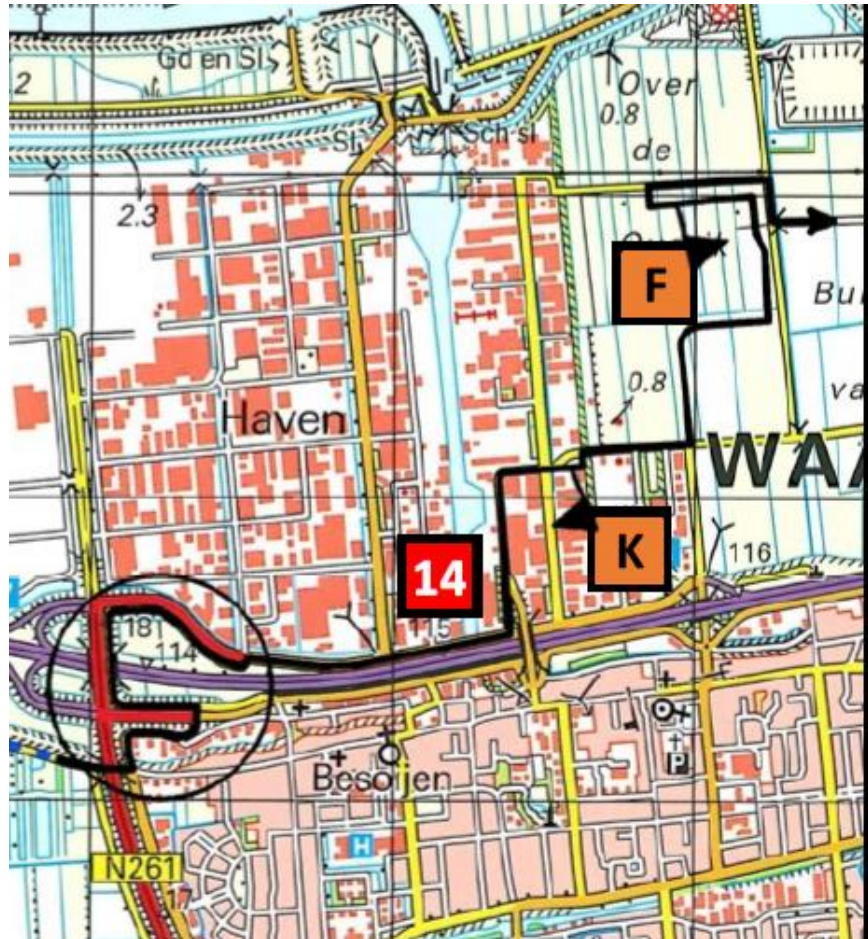 Gd en Sl
2
Over
0.8
de
Sl
Sch sl
2.3
F
Bu
0.8
va
Haven
WAA
K
116
14
115
181
114
Besoijen
P
H
N261
17